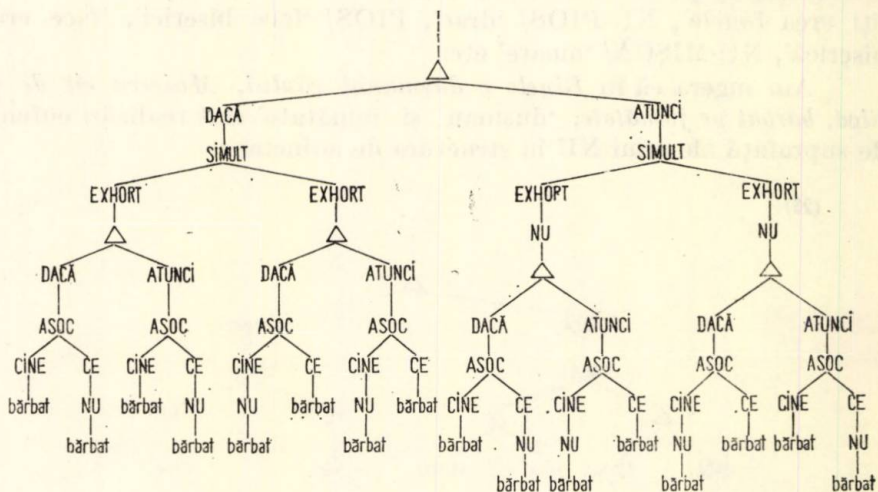 DACĂ ATUNCI
SIMULT SIMULT
EXHORT EXHORT EXHORT EXHORT
NU NU
DACĂ ATUNCI DACĂ ATUNCI
ASOC ASOC ASOC ASOC DACĂ ATUNCI DACĂ ATUNCI
CINE CE CINE CE CINE CE CINE CE ASOC ASOC ASOC ASOC
bărbat NU bărbat NU NU bărbat NU bărbat CINE CE CINE CE CINE CE CINE CE
bărbat bărbat bărbat bărbat bărbat NU NU bărbat NU bărbat bărbat NU
bărbat bărbat bărbat bărbat